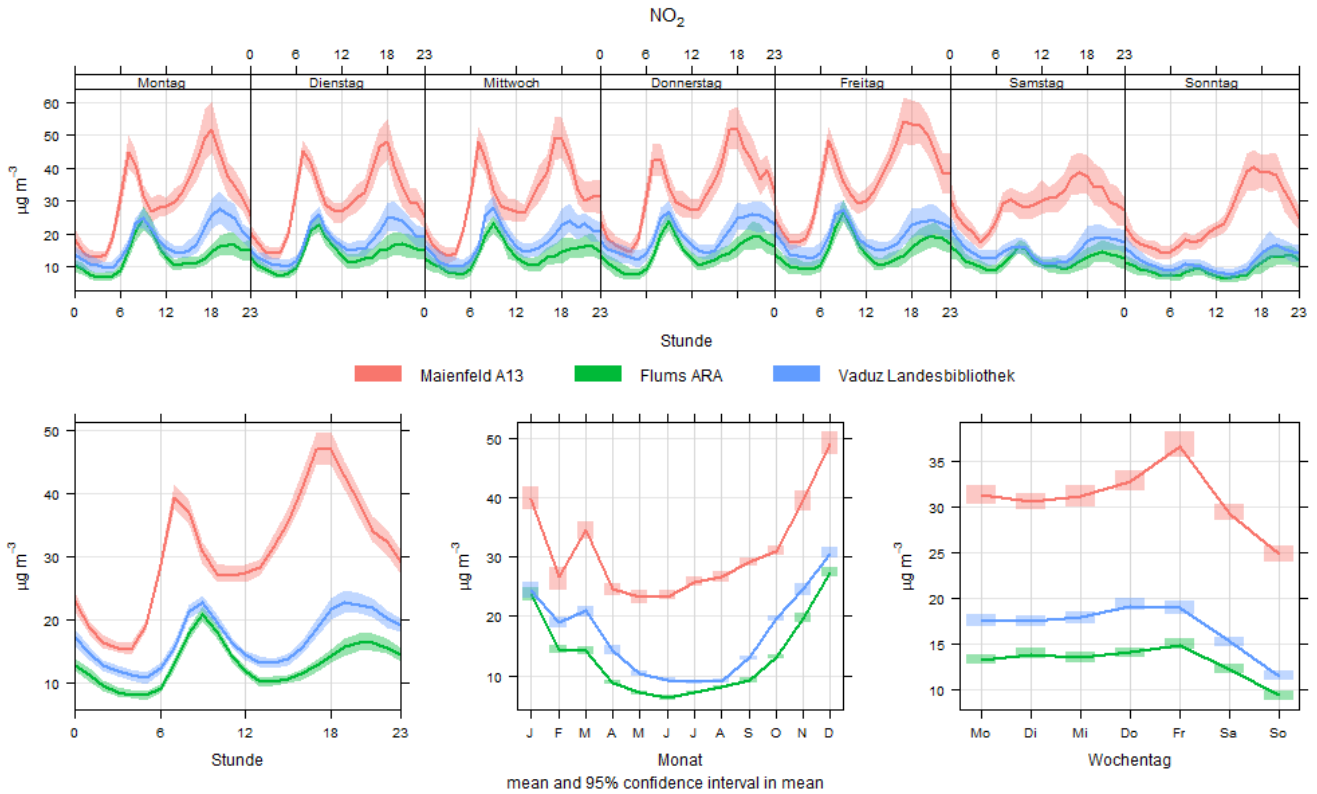 NO2
0 6 12 18 23 0 6 12 18 23 0 6 12 18 23
Montag Dienstag Mittwoch Donnerstag Freitag Samstag Sonntag
60
50
40
30
20
10
µg m−3
0 6 12 18 23 0 6 12 18 23 0 6 12 18 23 0 6 12 18 23
Stunde
Maienfeld A13 Flums ARA Vaduz Landesbibliothek
50
40
30
20
10
µg m−3
0 6 12 18 23
Stunde
50
40
30
20
10
µg m−3
J F M A M J J A S O N D
Monat
35
30
25
20
15
10
µg m−3
Mo Di Mi Do Fr Sa So
Wochentag
mean and 95% confidence interval in mean